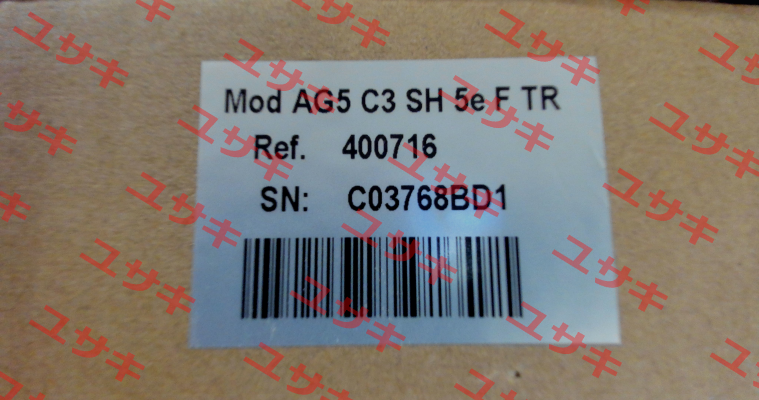 Mod AG5 C3 SH 5e F TR
Ref. 400716
SN: C03768BD1
ユサキ